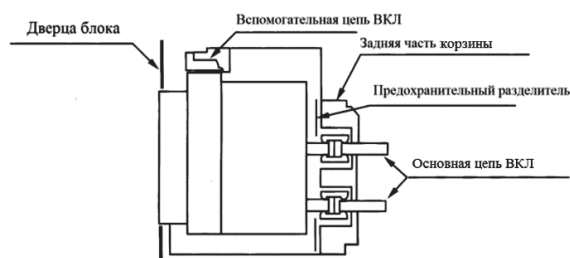 Вспомогательная цепь ВКЛ
Дверца блока
Задняя часть корзины
Предохранительный разделитель
Основная цепь ВКЛ